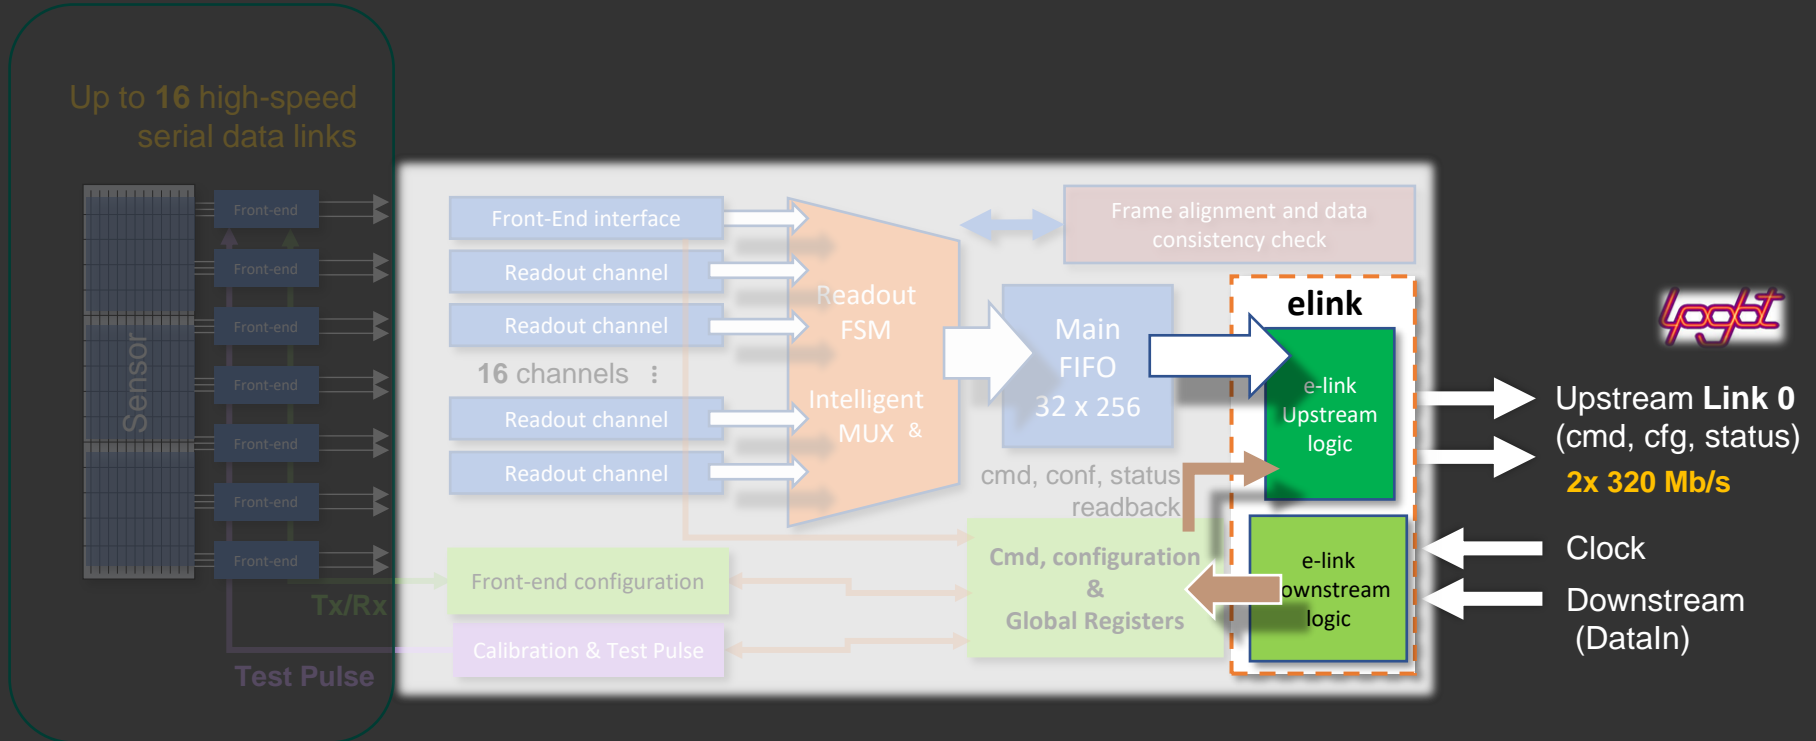 Up to 16 high-speed
serial data links
Sensor
Front-end
Front-end
Front-end
Front-end
Front-end
Front-end
Front-end
Tx/Rx
Test Pulse
Front-End interface
Readout channel
Readout channel
16 channels ⋮
Readout channel
Readout channel
Front-end configuration
Calibration & Test Pulse
Readout
FSM
Intelligent
MUX &
Frame alignment and data
consistency check
Main
FIFO
32 x 256
cmd, conf, status
readback
Cmd, configuration
&
Global Registers
elink
e-link
Upstream
logic
e-link
ownstream
logic
lpgbt
Upstream Link 0
(cmd, cfg, status)
2x 320 Mb/s
Clock
Downstream
(DataIn)